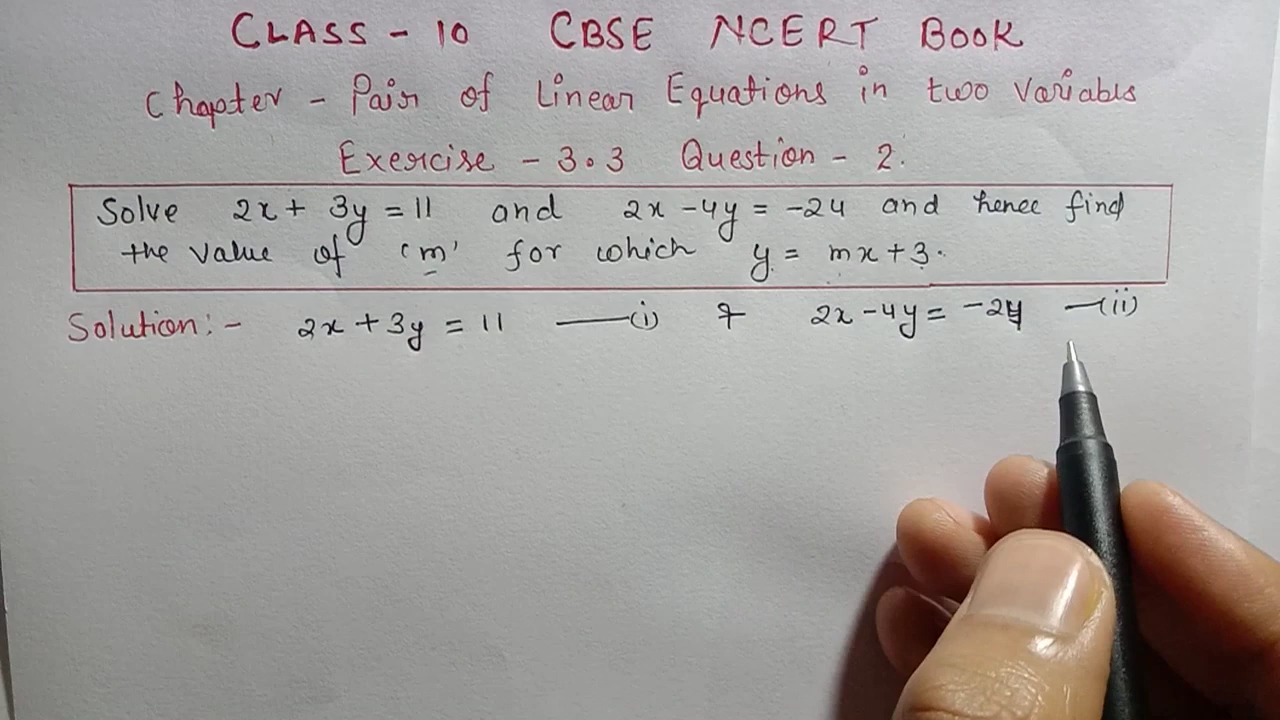 CLASS - 10 CBSE NCERT BOOK
Chapter - Pair of Linear Equations in two variables
Exercise - 3.3 Question - 2.
Solve 2x + 3y = 11 and 2x - 4y = -24 and hence find
the value of 'm' for which y = mx + 3.
Solution:- 2x + 3y = 11 —(i) & 2x - 4y = -24 —(ii)